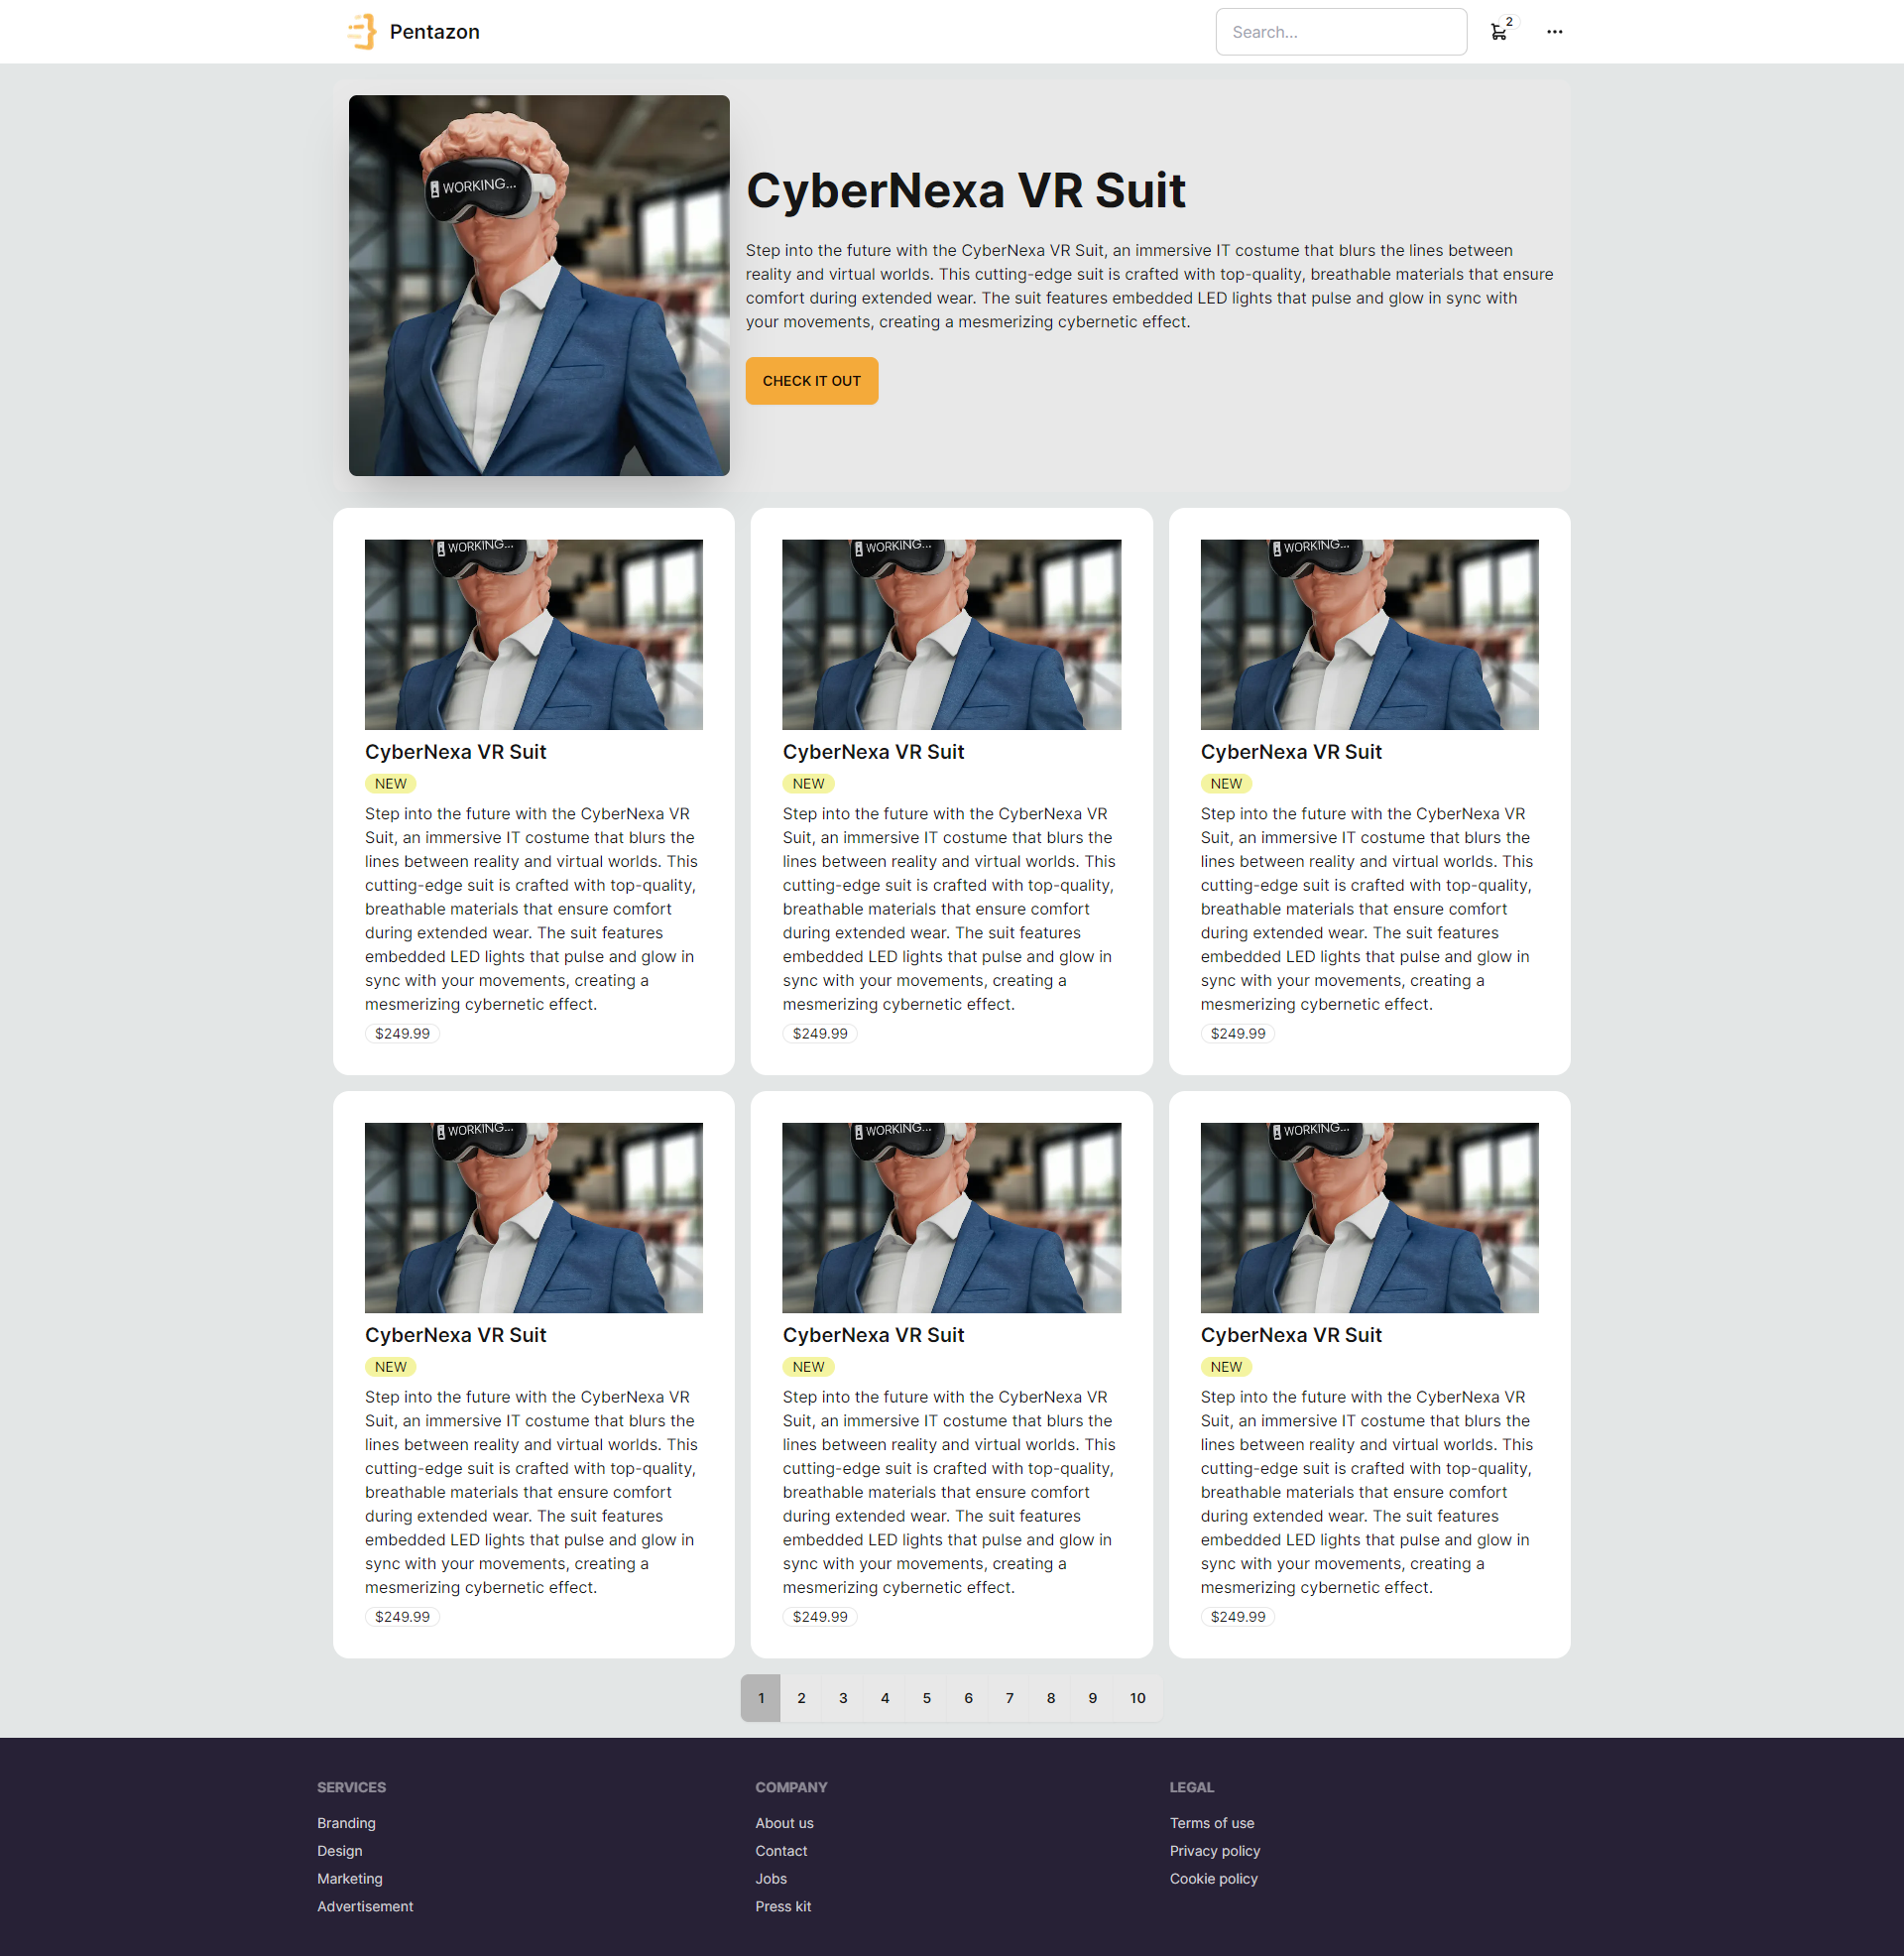 Pentazon
Search...
2
WORKING...
CyberNexa VR Suit
Step into the future with the CyberNexa VR Suit, an immersive IT costume that blurs the lines between
reality and virtual worlds. This cutting-edge suit is crafted with top-quality, breathable materials that ensure
comfort during extended wear. The suit features embedded LED lights that pulse and glow in sync with
your movements, creating a mesmerizing cybernetic effect.
CHECK IT OUT
WORKING...
CyberNexa VR Suit
NEW
Step into the future with the CyberNexa VR
Suit, an immersive IT costume that blurs the
lines between reality and virtual worlds. This
cutting-edge suit is crafted with top-quality,
breathable materials that ensure comfort
during extended wear. The suit features
embedded LED lights that pulse and glow in
sync with your movements, creating a
mesmerizing cybernetic effect.
$249.99
WORKING...
CyberNexa VR Suit
NEW
Step into the future with the CyberNexa VR
Suit, an immersive IT costume that blurs the
lines between reality and virtual worlds. This
cutting-edge suit is crafted with top-quality,
breathable materials that ensure comfort
during extended wear. The suit features
embedded LED lights that pulse and glow in
sync with your movements, creating a
mesmerizing cybernetic effect.
$249.99
WORKING...
CyberNexa VR Suit
NEW
Step into the future with the CyberNexa VR
Suit, an immersive IT costume that blurs the
lines between reality and virtual worlds. This
cutting-edge suit is crafted with top-quality,
breathable materials that ensure comfort
during extended wear. The suit features
embedded LED lights that pulse and glow in
sync with your movements, creating a
mesmerizing cybernetic effect.
$249.99
WORKING...
CyberNexa VR Suit
NEW
Step into the future with the CyberNexa VR
Suit, an immersive IT costume that blurs the
lines between reality and virtual worlds. This
cutting-edge suit is crafted with top-quality,
breathable materials that ensure comfort
during extended wear. The suit features
embedded LED lights that pulse and glow in
sync with your movements, creating a
mesmerizing cybernetic effect.
$249.99
WORKING...
CyberNexa VR Suit
NEW
Step into the future with the CyberNexa VR
Suit, an immersive IT costume that blurs the
lines between reality and virtual worlds. This
cutting-edge suit is crafted with top-quality,
breathable materials that ensure comfort
during extended wear. The suit features
embedded LED lights that pulse and glow in
sync with your movements, creating a
mesmerizing cybernetic effect.
$249.99
WORKING...
CyberNexa VR Suit
NEW
Step into the future with the CyberNexa VR
Suit, an immersive IT costume that blurs the
lines between reality and virtual worlds. This
cutting-edge suit is crafted with top-quality,
breathable materials that ensure comfort
during extended wear. The suit features
embedded LED lights that pulse and glow in
sync with your movements, creating a
mesmerizing cybernetic effect.
$249.99
1 2 3 4 5 6 7 8 9 10
SERVICES
Branding
Design
Marketing
Advertisement
COMPANY
About us
Contact
Jobs
Press kit
LEGAL
Terms of use
Privacy policy
Cookie policy